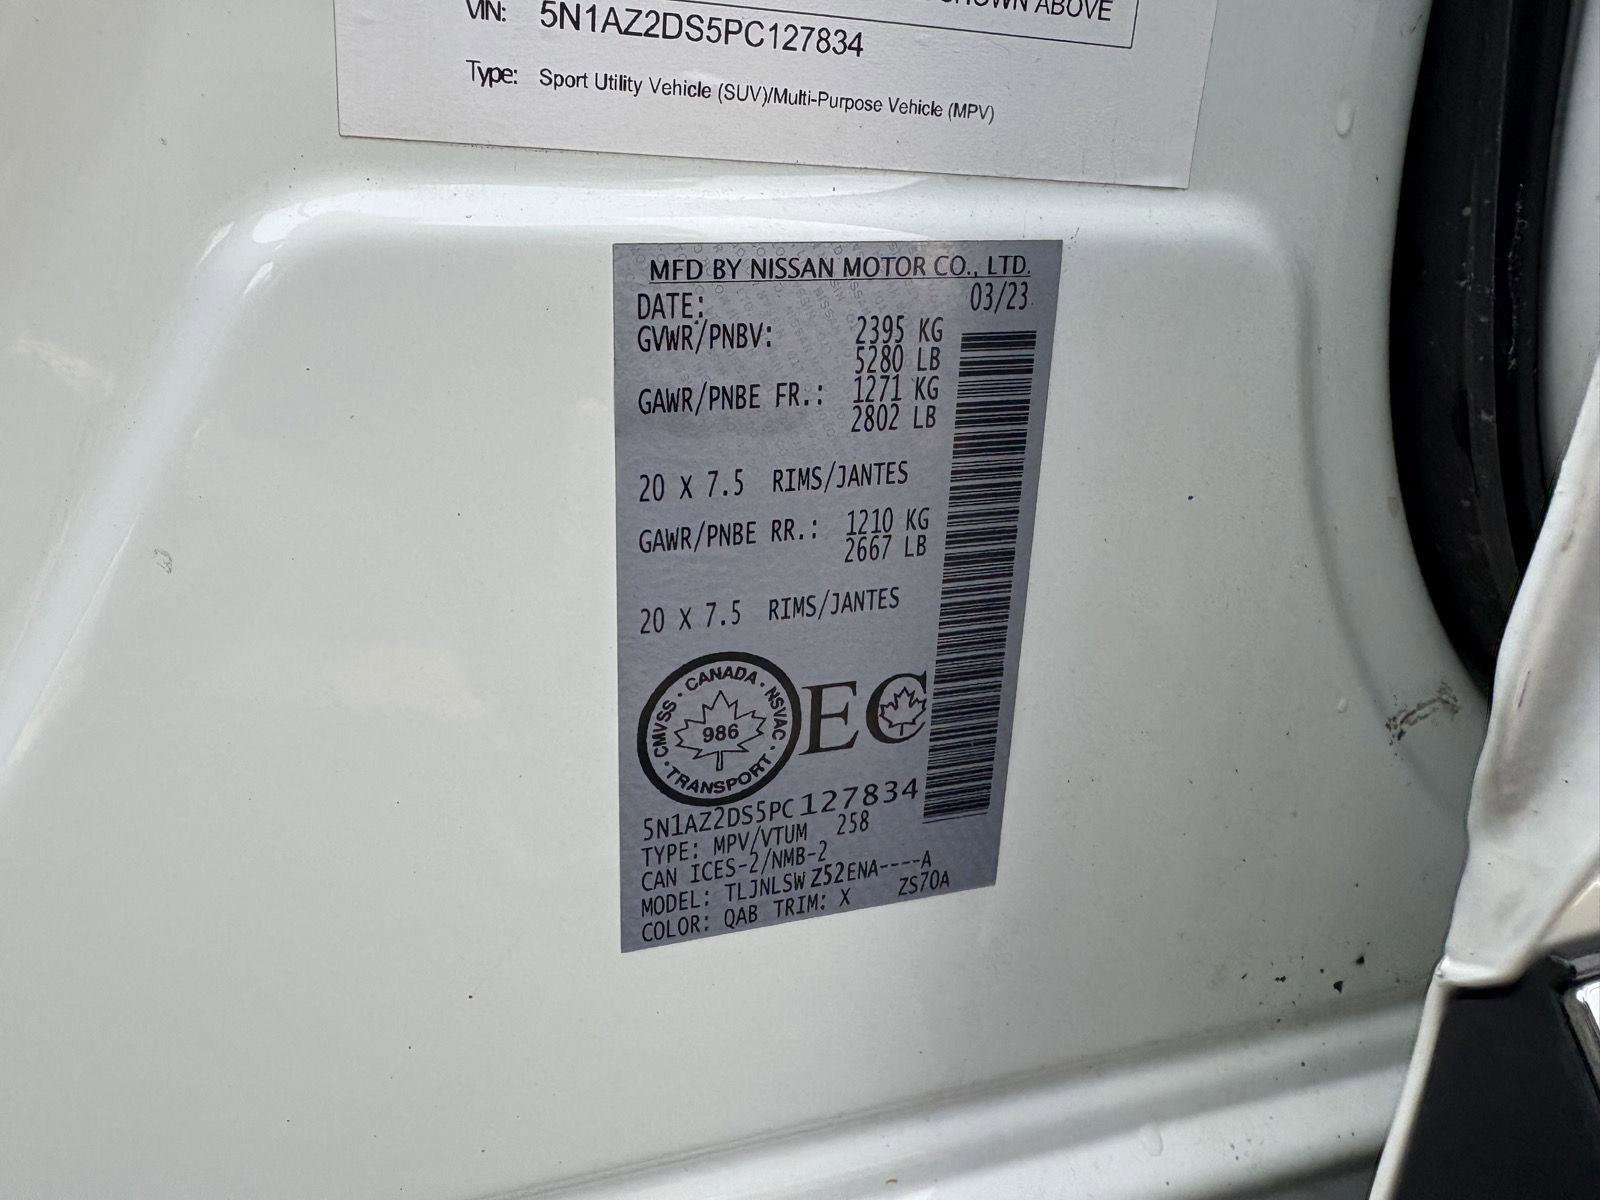 SHOWN ABOVE
VIN: 5N1AZ2DS5PC127834
Type: Sport Utility Vehicle (SUV)/Multi-Purpose Vehicle (MPV)
MFD BY NISSAN MOTOR CO., LTD.
DATE: 03/23
GVWR/PNBV: 2395 KG
5280 LB
GAWR/PNBE FR.: 1271 KG
2802 LB
20 X 7.5 RIMS/JANTES
GAWR/PNBE RR.: 1210 KG
2667 LB
20 X 7.5 RIMS/JANTES
CMVSS · CANADA · NSVAC · TRANSPORT ·
986
EC
5N1AZ2DS5PC127834
TYPE: MPV/VTUM 258
CAN ICES-2/NMB-2
MODEL: TLJNLSWZ52ENA----A
COLOR: QAB TRIM: X ZS70A